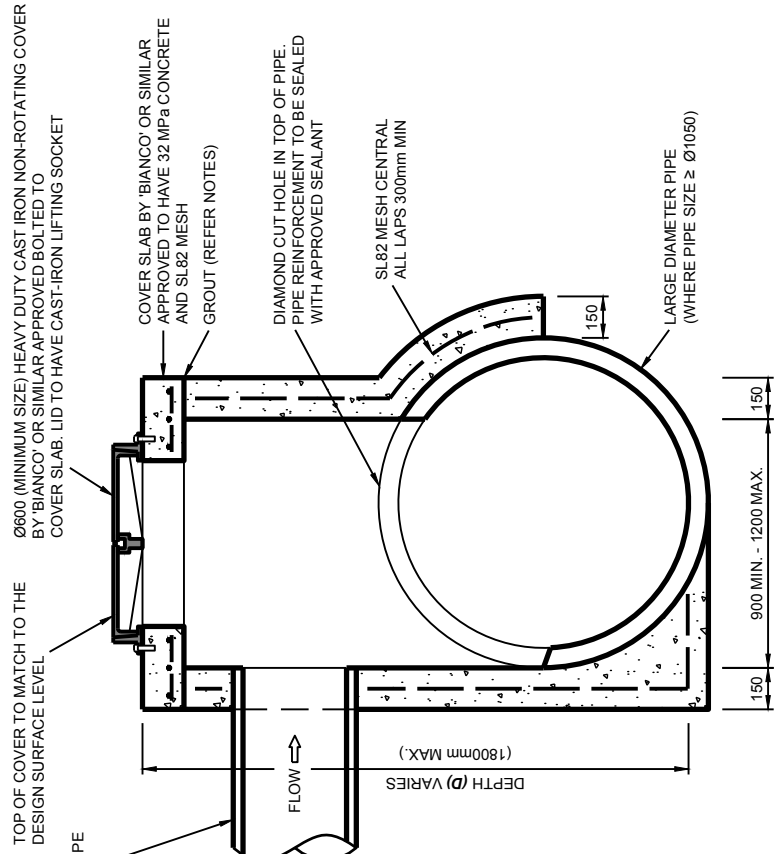 Ø600 (MINIMUM SIZE) HEAVY DUTY CAST IRON NON-ROTATING COVER
BY 'BIANCO' OR SIMILAR APPROVED BOLTED TO
COVER SLAB. LID TO HAVE CAST-IRON LIFTING SOCKET
TOP OF COVER TO MATCH TO THE
DESIGN SURFACE LEVEL
COVER SLAB BY 'BIANCO' OR SIMILAR
APPROVED TO HAVE 32 MPa CONCRETE
AND SL82 MESH
GROUT (REFER NOTES)
DIAMOND CUT HOLE IN TOP OF PIPE.
PIPE REINFORCEMENT TO BE SEALED
WITH APPROVED SEALANT
SL82 MESH CENTRAL
ALL LAPS 300mm MIN
LARGE DIAMETER PIPE
(WHERE PIPE SIZE ≥ Ø1050)
PE
FLOW
DEPTH (D) VARIES
(1800mm MAX.)
150
150
900 MIN. - 1200 MAX.
150